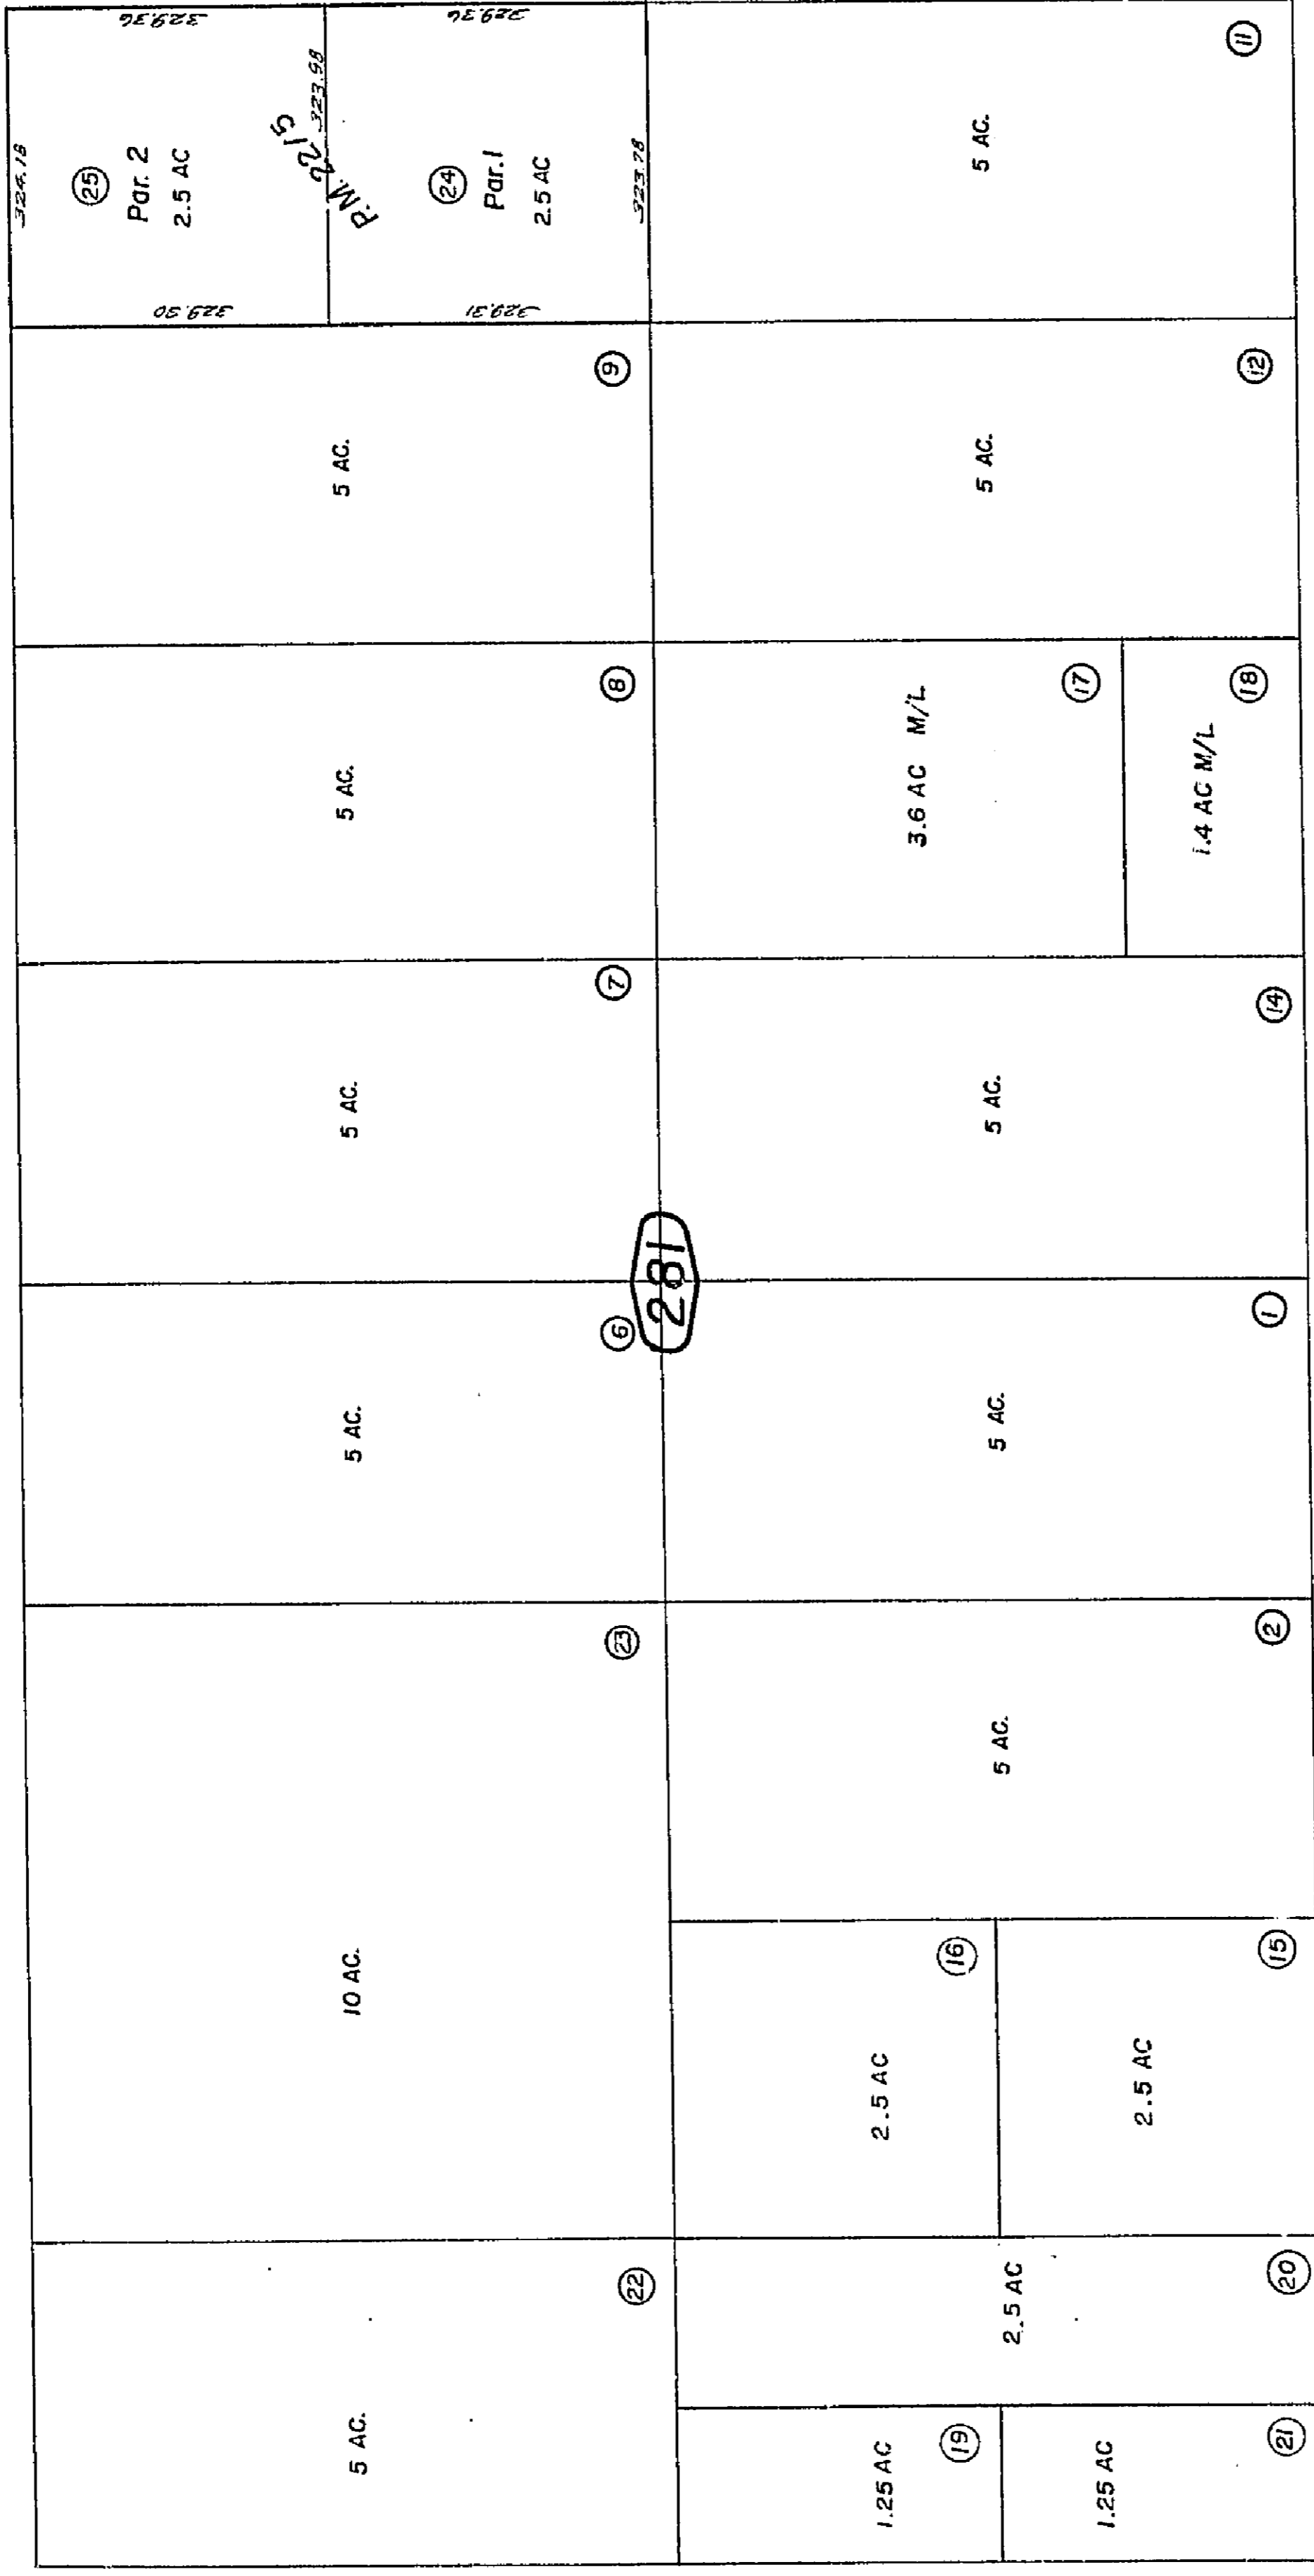 324.18
329.36
25
Par. 2
2.5 AC
329.30
P.M. 2215
323.98
329.36
24
Par. 1
2.5 AC
329.31
323.78
5 AC.
11
5 AC.
9
5 AC.
12
5 AC.
8
3.6 AC M/L
17
1.4 AC M/L
18
5 AC.
7
5 AC.
14
281
5 AC.
6
5 AC.
1
10 AC.
23
5 AC.
2
2.5 AC
16
2.5 AC
15
5 AC.
22
2.5 AC
20
1.25 AC
19
1.25 AC
21